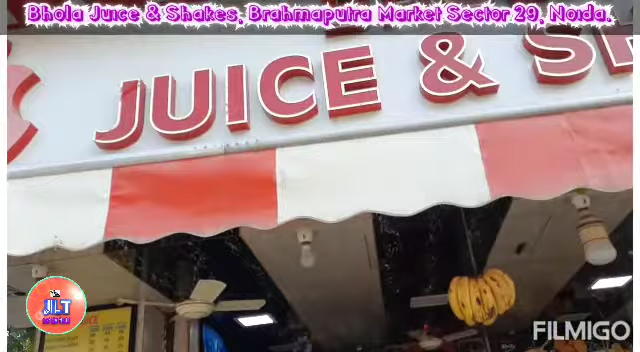 Bhola Juice & Shakes, Brahmaputra Market Sector 29, Noida.
JUICE & S
JLT
FILMIGO